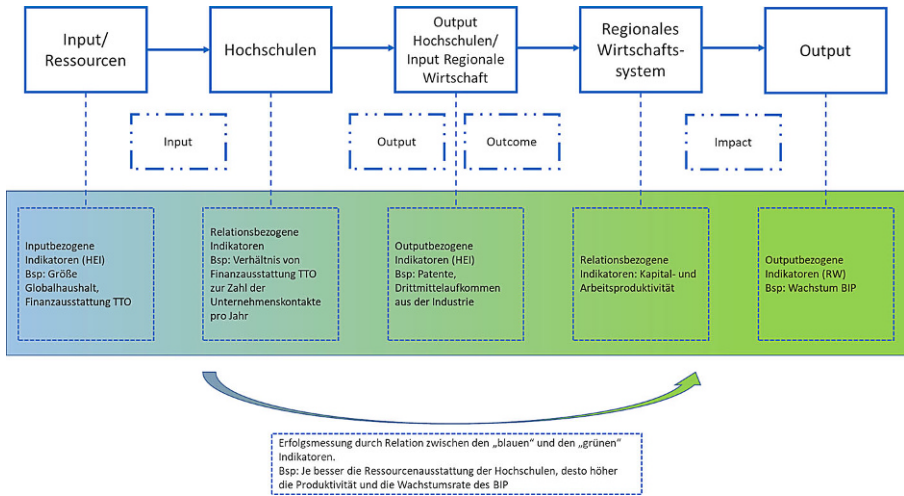 Input/
Ressourcen
Hochschulen
Output
Hochschulen/
Input Regionale
Wirtschaft
Regionales
Wirtschafts-
system
Output
Input
Output
Outcome
Impact
Inputbezogene
Indikatoren (HEI)
Bsp: Größe
Globalhaushalt,
Finanzausstattung TTO
Relationsbezogene
Indikatoren
Bsp: Verhältnis von
Finanzausstattung TTO
zur Zahl der
Unternehmenskontakte
pro Jahr
Outputbezogene
Indikatoren (HEI)
Bsp: Patente,
Drittmittelaufkommen
aus der Industrie
Relationsbezogene
Indikatoren: Kapital- und
Arbeitsproduktivität
Outputbezogene
Indikatoren (RW)
Bsp: Wachstum BIP
Erfolgsmessung durch Relation zwischen den „blauen“ und den „grünen“
Indikatoren.
Bsp: Je besser die Ressourcenausstattung der Hochschulen, desto höher
die Produktivität und die Wachstumsrate des BIP